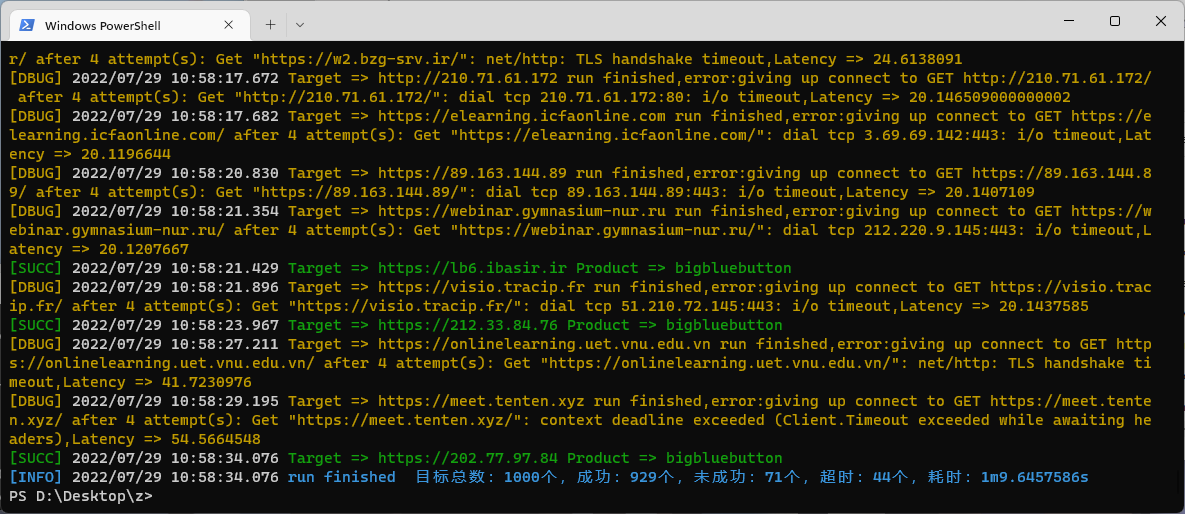 Windows PowerShell
r/ after 4 attempt(s): Get "https://w2.bzg-srv.ir/": net/http: TLS handshake timeout,Latency => 24.6138091
[DBUG] 2022/07/29 10:58:17.672 Target => http://210.71.61.172 run finished,error:giving up connect to GET http://210.71.61.172/
 after 4 attempt(s): Get "http://210.71.61.172/": dial tcp 210.71.61.172:80: i/o timeout,Latency => 20.146509000000002
[DBUG] 2022/07/29 10:58:17.682 Target => https://elearning.icfaonline.com run finished,error:giving up connect to GET https://e
learning.icfaonline.com/ after 4 attempt(s): Get "https://elearning.icfaonline.com/": dial tcp 3.69.69.142:443: i/o timeout,Lat
ency => 20.1196644
[DBUG] 2022/07/29 10:58:20.830 Target => https://89.163.144.89 run finished,error:giving up connect to GET https://89.163.144.8
9/ after 4 attempt(s): Get "https://89.163.144.89/": dial tcp 89.163.144.89:443: i/o timeout,Latency => 20.1407109
[DBUG] 2022/07/29 10:58:21.354 Target => https://webinar.gymnasium-nur.ru run finished,error:giving up connect to GET https://w
ebinar.gymnasium-nur.ru/ after 4 attempt(s): Get "https://webinar.gymnasium-nur.ru/": dial tcp 212.220.9.145:443: i/o timeout,L
atency => 20.1207667
[SUCC] 2022/07/29 10:58:21.429 Target => https://lb6.ibasir.ir Product => bigbluebutton
[DBUG] 2022/07/29 10:58:21.896 Target => https://visio.tracip.fr run finished,error:giving up connect to GET https://visio.trac
ip.fr/ after 4 attempt(s): Get "https://visio.tracip.fr/": dial tcp 51.210.72.145:443: i/o timeout,Latency => 20.1437585
[SUCC] 2022/07/29 10:58:23.967 Target => https://212.33.84.76 Product => bigbluebutton
[DBUG] 2022/07/29 10:58:27.211 Target => https://onlinelearning.uet.vnu.edu.vn run finished,error:giving up connect to GET http
s://onlinelearning.uet.vnu.edu.vn/ after 4 attempt(s): Get "https://onlinelearning.uet.vnu.edu.vn/": net/http: TLS handshake ti
meout,Latency => 41.7230976
[DBUG] 2022/07/29 10:58:29.195 Target => https://meet.tenten.xyz run finished,error:giving up connect to GET https://meet.tente
n.xyz/ after 4 attempt(s): Get "https://meet.tenten.xyz/": context deadline exceeded (Client.Timeout exceeded while awaiting he
aders),Latency => 54.5664548
[SUCC] 2022/07/29 10:58:34.076 Target => https://202.77.97.84 Product => bigbluebutton
[INFO] 2022/07/29 10:58:34.076 run finished  目标总数: 1000个, 成功: 929个, 未成功: 71个, 超时: 44个, 耗时: 1m9.6457586s
PS D:\Desktop\z>